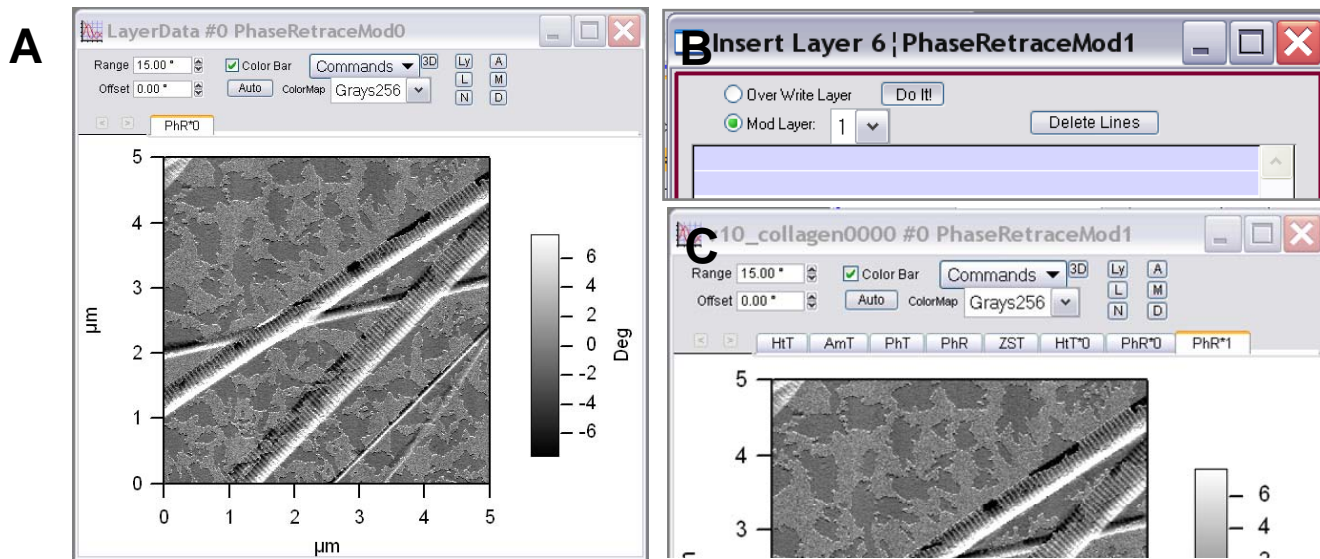 A
LayerData #0 PhaseRetraceMod0
Range 15.00 ° Color Bar Commands 3D Ly A
L M
Offset 0.00 ° Auto ColorMap Grays256 N D
< > PhR*0
5
4
3
2
1
0
µm
0 1 2 3 4 5
µm
6
4
2
0
-2
-4
-6
Deg
B
Insert Layer 6¦PhaseRetraceMod1
Over Write Layer Do It!
Mod Layer: 1 Delete Lines
C
10_collagen0000 #0 PhaseRetraceMod1
Range 15.00 ° Color Bar Commands 3D Ly A
L M
Offset 0.00 ° Auto ColorMap Grays256 N D
< > HtT AmT PhT PhR ZST HtT*0 PhR*0 PhR*1
5
4
3
6
4